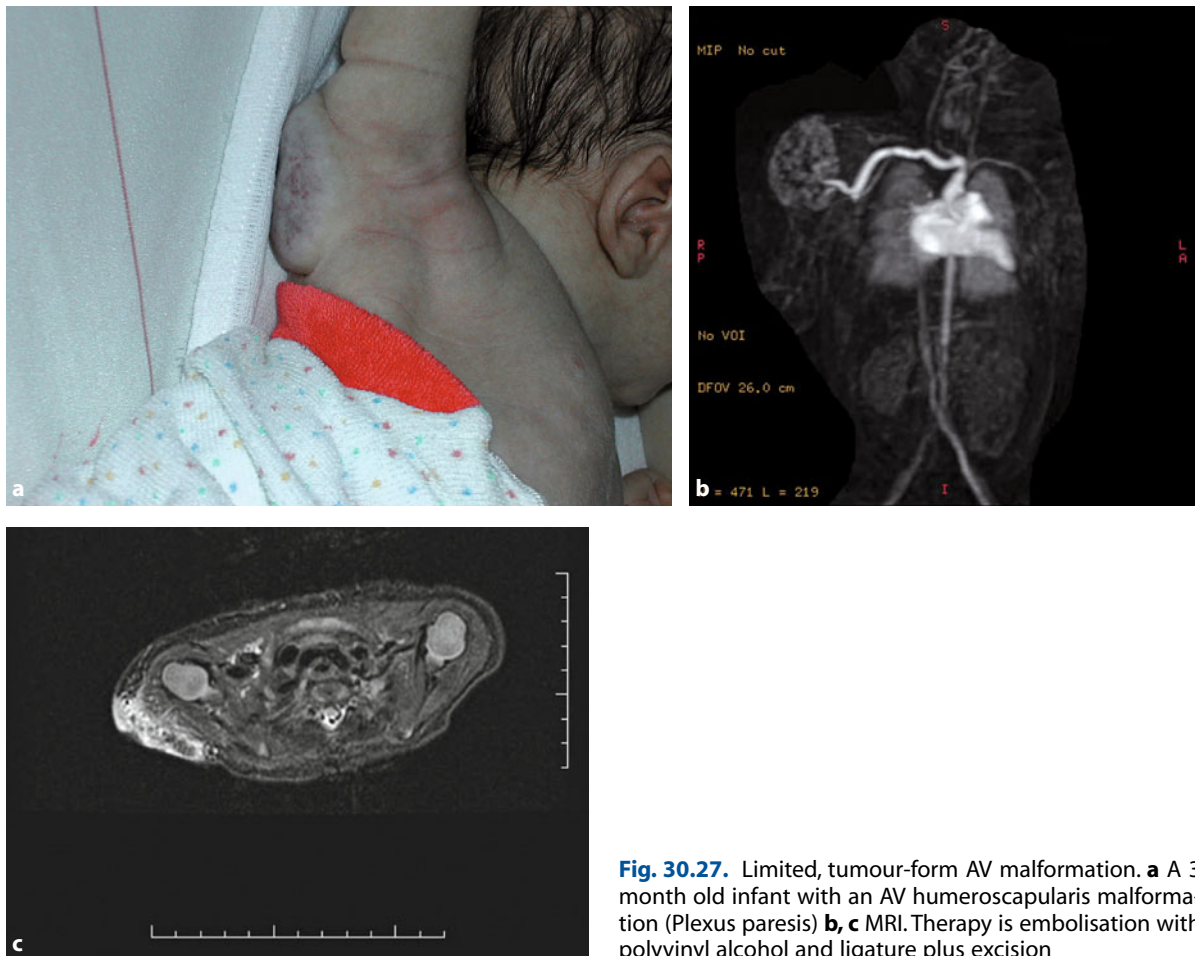 MIP No cut
S
R
P
L
A
No VOI
DFOV 26.0 cm
= 471 L = 219
I
a
b
c
Fig. 30.27. Limited, tumour-form AV malformation. a A 3
month old infant with an AV humeroscapularis malforma-
tion (Plexus paresis) b, c MRI. Therapy is embolisation with
polyvinyl alcohol and ligature plus excision